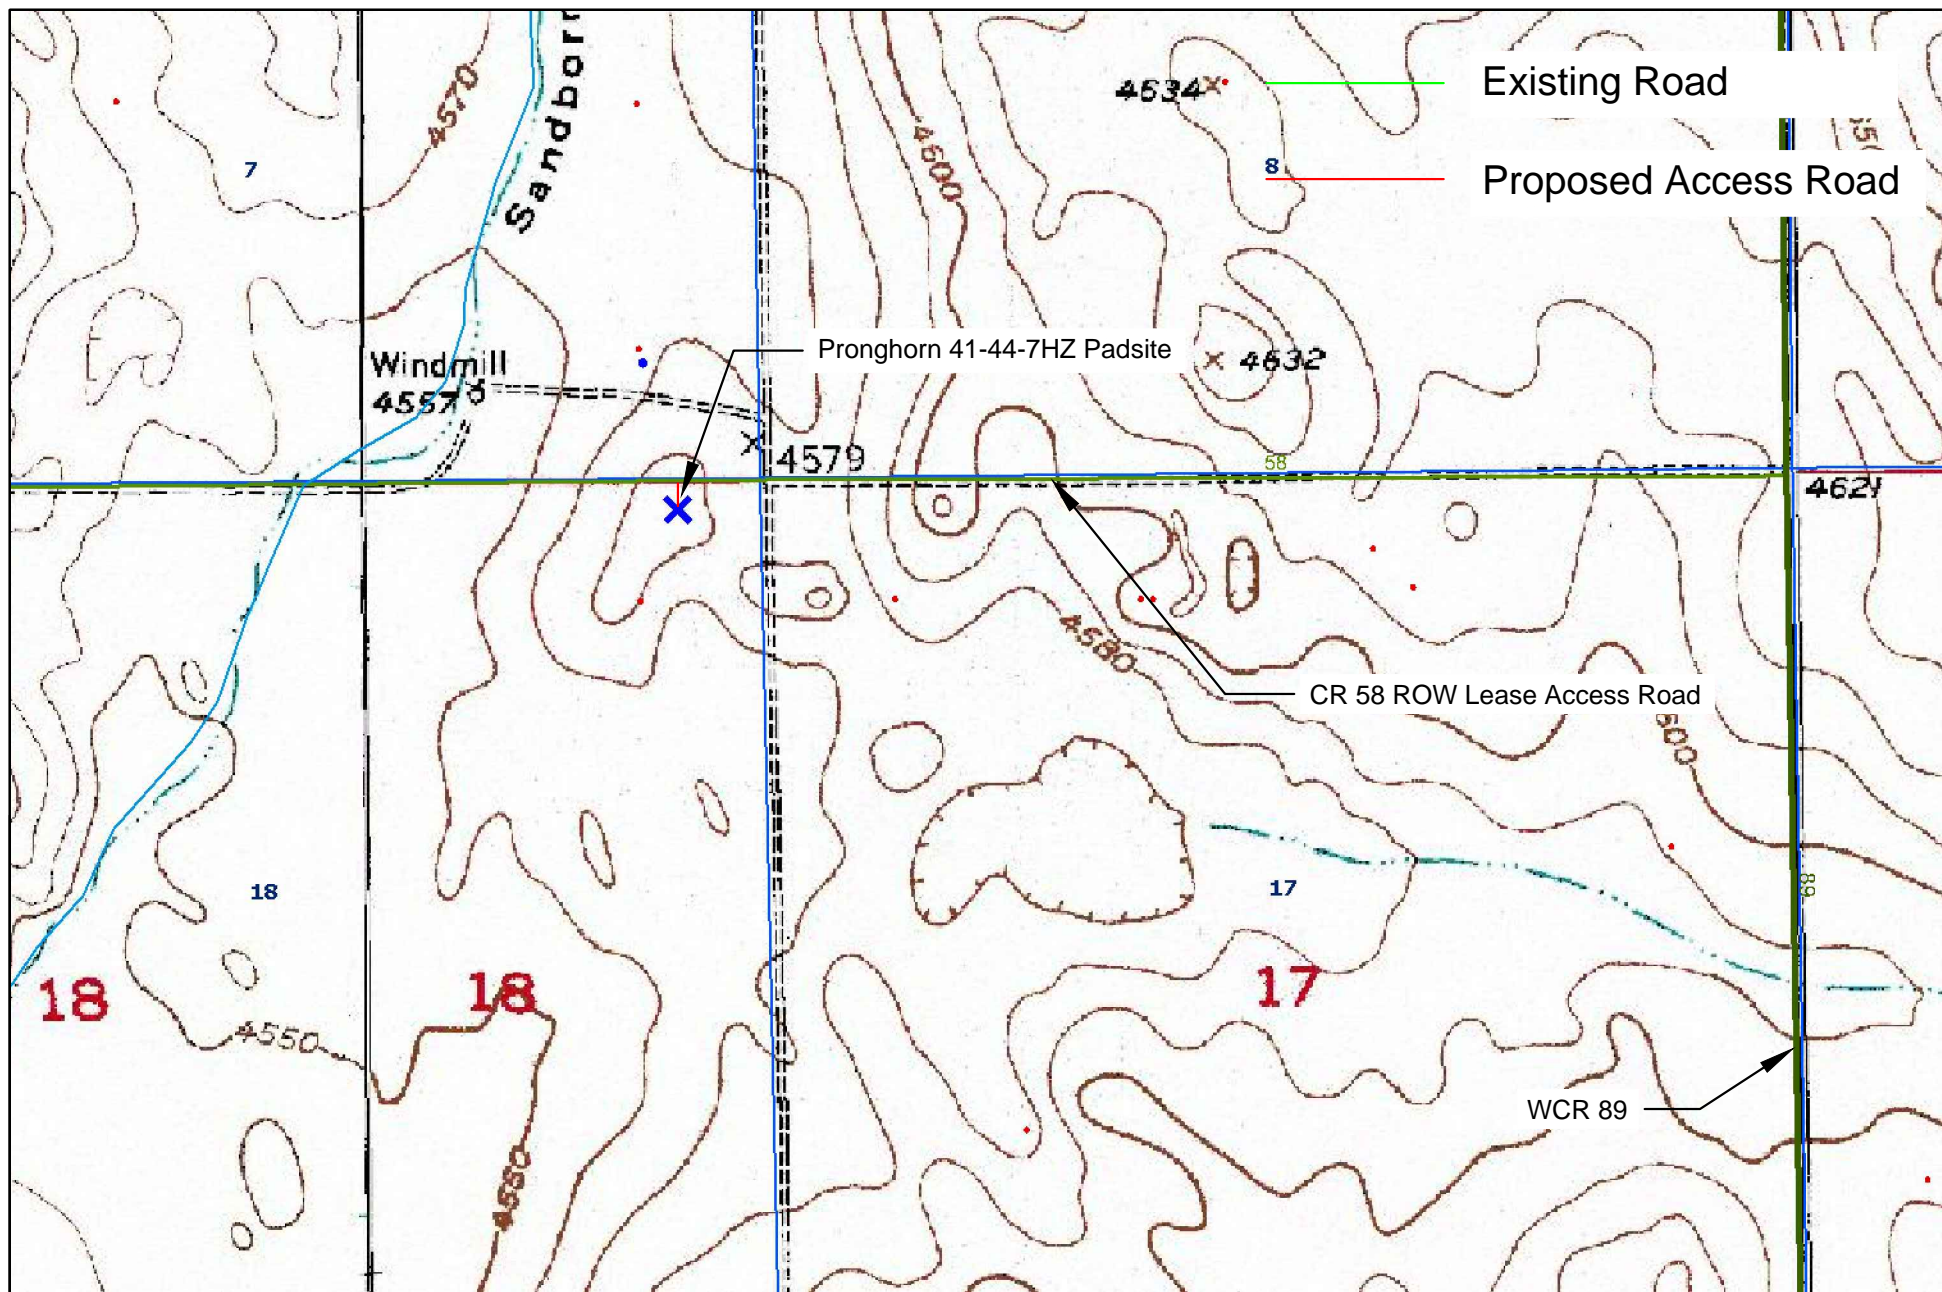 Sandborn
4570
4600
4634
Existing Road
7
8
Proposed Access Road
Windmill
4557
Pronghorn 41-44-7HZ Padsite
4632
4579
58
4621
4580
CR 58 ROW Lease Access Road
18
17
89
18
18
17
4550
WCR 89
4550